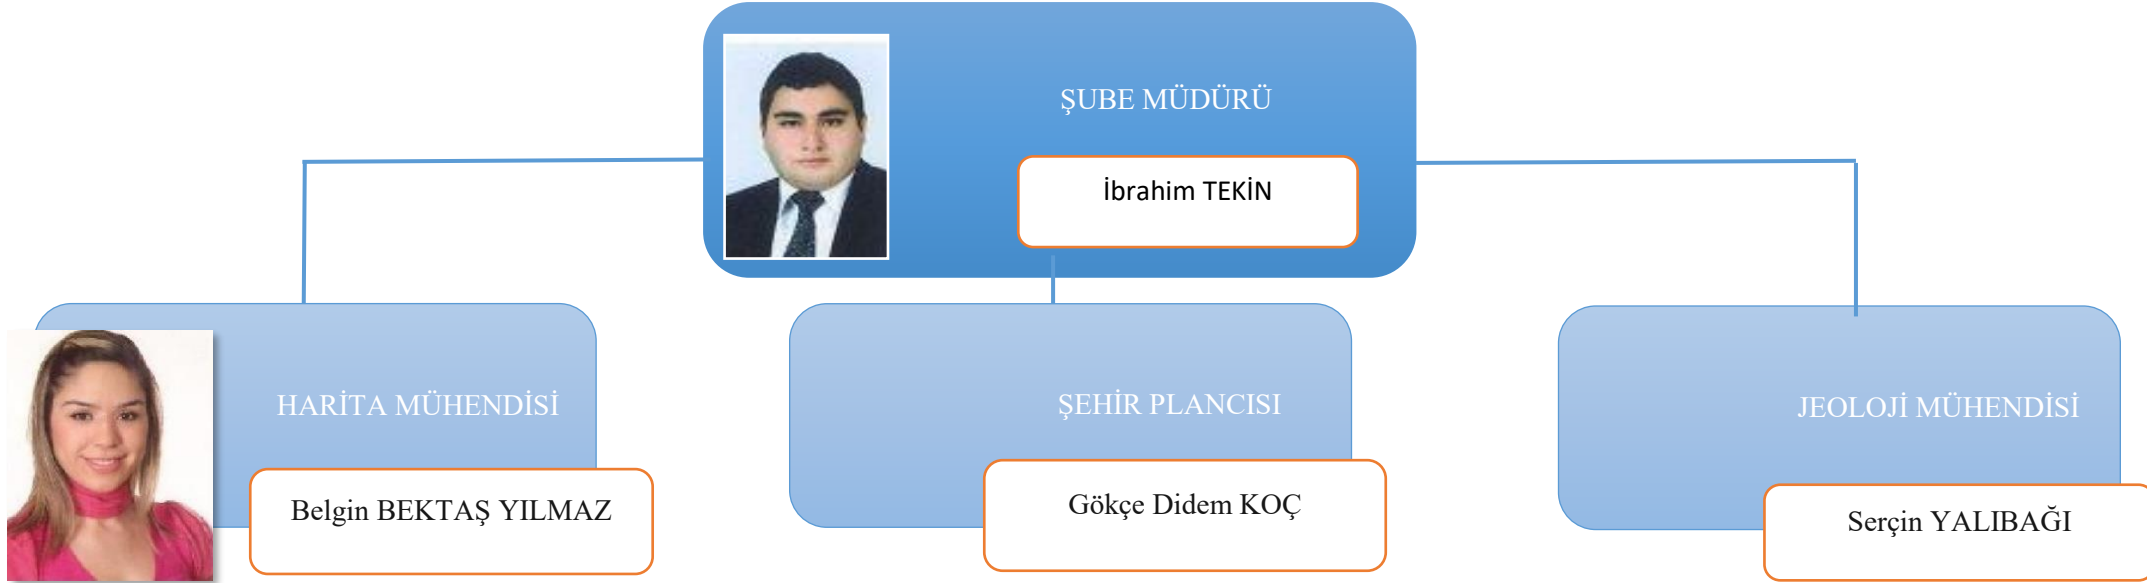 ŞUBE MÜDÜRÜ
İbrahim TEKİN
HARİTA MÜHENDİSİ
Belgin BEKTAŞ YILMAZ
ŞEHİR PLANCISI
Gökçe Didem KOÇ
JEOLOJİ MÜHENDİSİ
Serçin YALIBAĞI